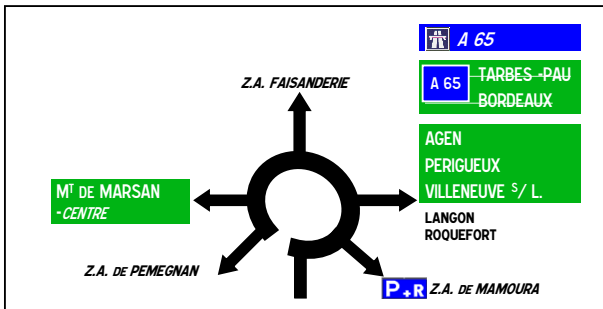 A 65
A 65 TARBES -PAU
BORDEAUX
Z.A. FAISANDERIE
AGEN
PERIGUEUX
VILLENEUVE S/ L.
LANGON
ROQUEFORT
MT DE MARSAN
-CENTRE
Z.A. DE PEMEGNAN
P+R Z.A. DE MAMOURA